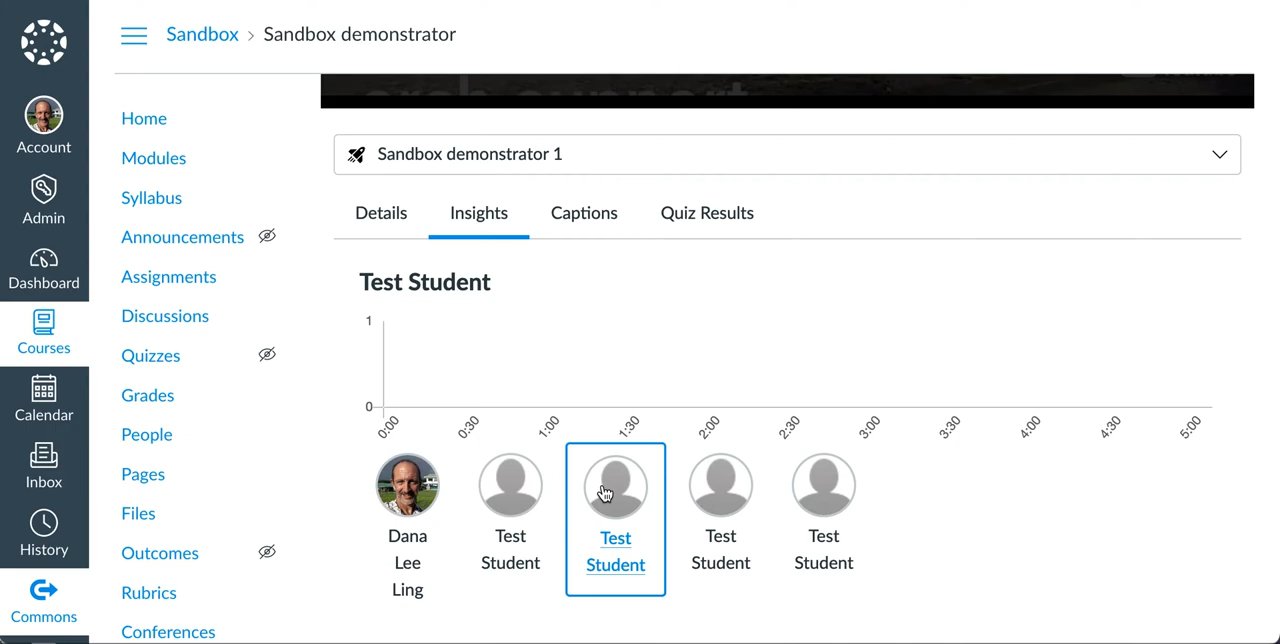 Sandbox › Sandbox demonstrator
Account
Admin
Dashboard
Courses
Calendar
Inbox
History
Commons
Home
Modules
Syllabus
Announcements
Assignments
Discussions
Quizzes
Grades
People
Pages
Files
Outcomes
Rubrics
Conferences
Sandbox demonstrator 1
Details Insights Captions Quiz Results
Test Student
1
0
0:00 0:30 1:00 1:30 2:00 2:30 3:00 3:30 4:00 4:30 5:00
Dana
Lee
Ling
Test
Student
Test
Student
Test
Student
Test
Student